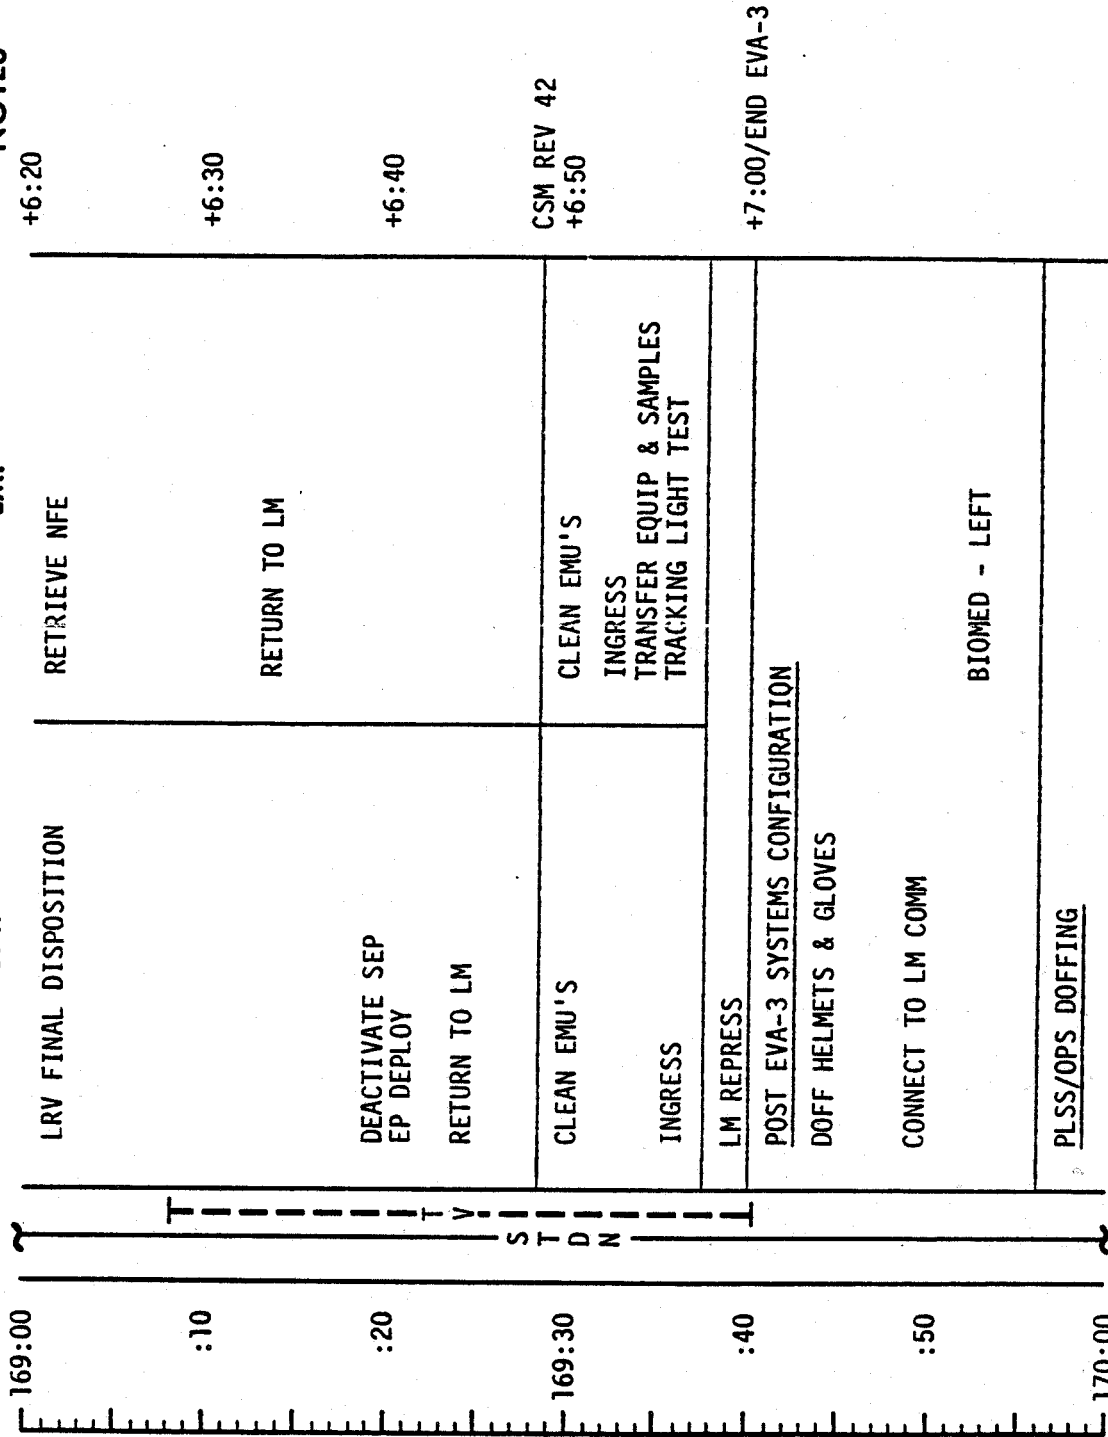 NOTES
169:00
LRV FINAL DISPOSITION
RETRIEVE NFE
+6:20
:10
+6:30
RETURN TO LM
:20
DEACTIVATE SEP
EP DEPLOY
+6:40
RETURN TO LM
TV
STDN
CSM REV 42
169:30
CLEAN EMU'S
CLEAN EMU'S
+6:50
INGRESS
TRANSFER EQUIP & SAMPLES
INGRESS
TRACKING LIGHT TEST
LM REPRESS
:40
+7:00/END EVA-3
POST EVA-3 SYSTEMS CONFIGURATION
DOFF HELMETS & GLOVES
:50
CONNECT TO LM COMM
BIOMED - LEFT
PLSS/OPS DOFFING
170:00